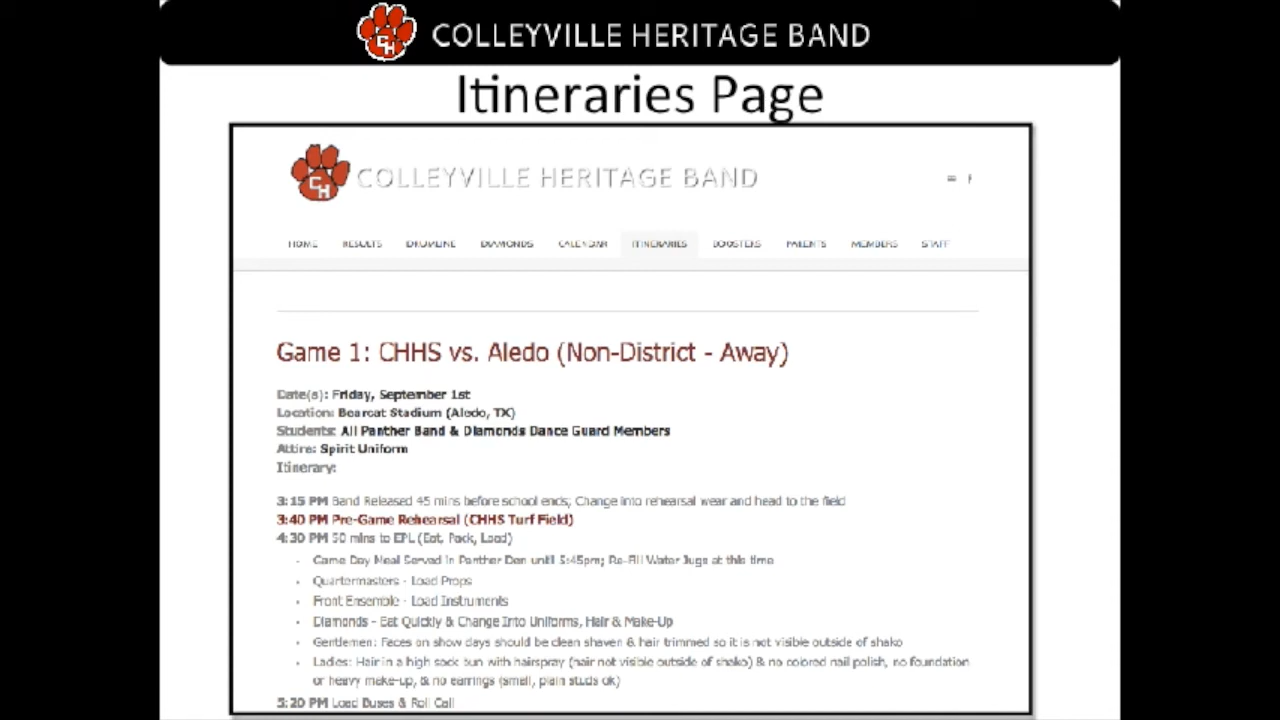 CH COLLEYVILLE HERITAGE BAND
Itineraries Page
CH COLLEYVILLE HERITAGE BAND
HOME RESULTS DRUMLINE DIAMONDS CALENDAR ITINERARIES BOOSTERS PARENTS MEMBERS STAFF
Game 1: CHHS vs. Aledo (Non-District - Away)
Date(s): Friday, September 1st
Location: Bearcat Stadium (Aledo, TX)
Students: All Panther Band & Diamonds Dance Guard Members
Attire: Spirit Uniform
Itinerary:
3:15 PM Band Released 45 mins before school ends; Change into rehearsal wear and head to the field
3:40 PM Pre-Game Rehearsal (CHHS Turf Field)
4:30 PM 50 mins to EPL (Eat, Pack, Load)
- Game Day Meal Served in Panther Den until 5:45pm; Re-Fill Water Jugs at this time
- Quartermasters - Load Props
- Front Ensemble - Load Instruments
- Diamonds - Eat Quickly & Change Into Uniforms, Hair & Make-Up
- Gentlemen: Faces on show days should be clean shaven & hair trimmed so it is not visible outside of shako
- Ladies: Hair in a high sock bun with hairspray (hair not visible outside of shako) & no colored nail polish, no foundation
or heavy make-up, & no earrings (small, plain studs ok)
5:20 PM Load Buses & Roll Call